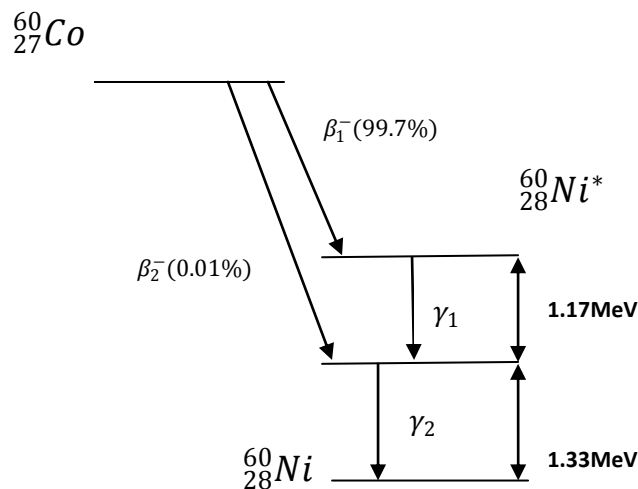 ⁶⁰₂₇Co
β₁⁻(99.7%)
⁶⁰₂₈Ni*
β₂⁻(0.01%)
γ₁
1.17MeV
γ₂
⁶⁰₂₈Ni
1.33MeV